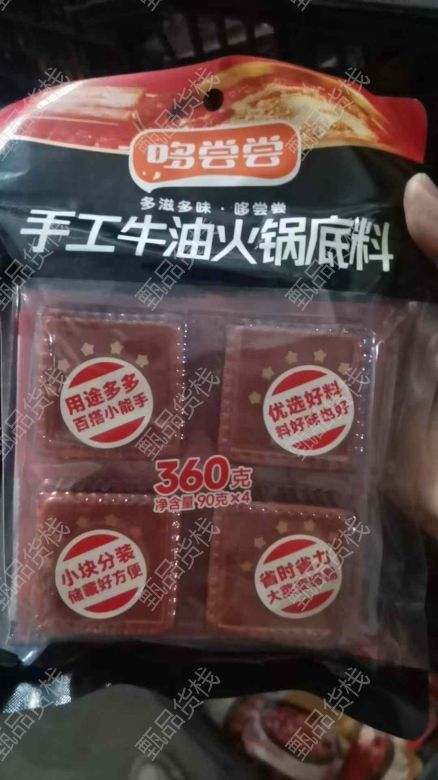 哆尝尝
多滋多味·哆尝尝
手工牛油火锅底料
用途多多
百搭小能手
优选好料
料好味也好
360克
净含量90克×4
小块分装
储藏好方便
省时省力
甄品货栈